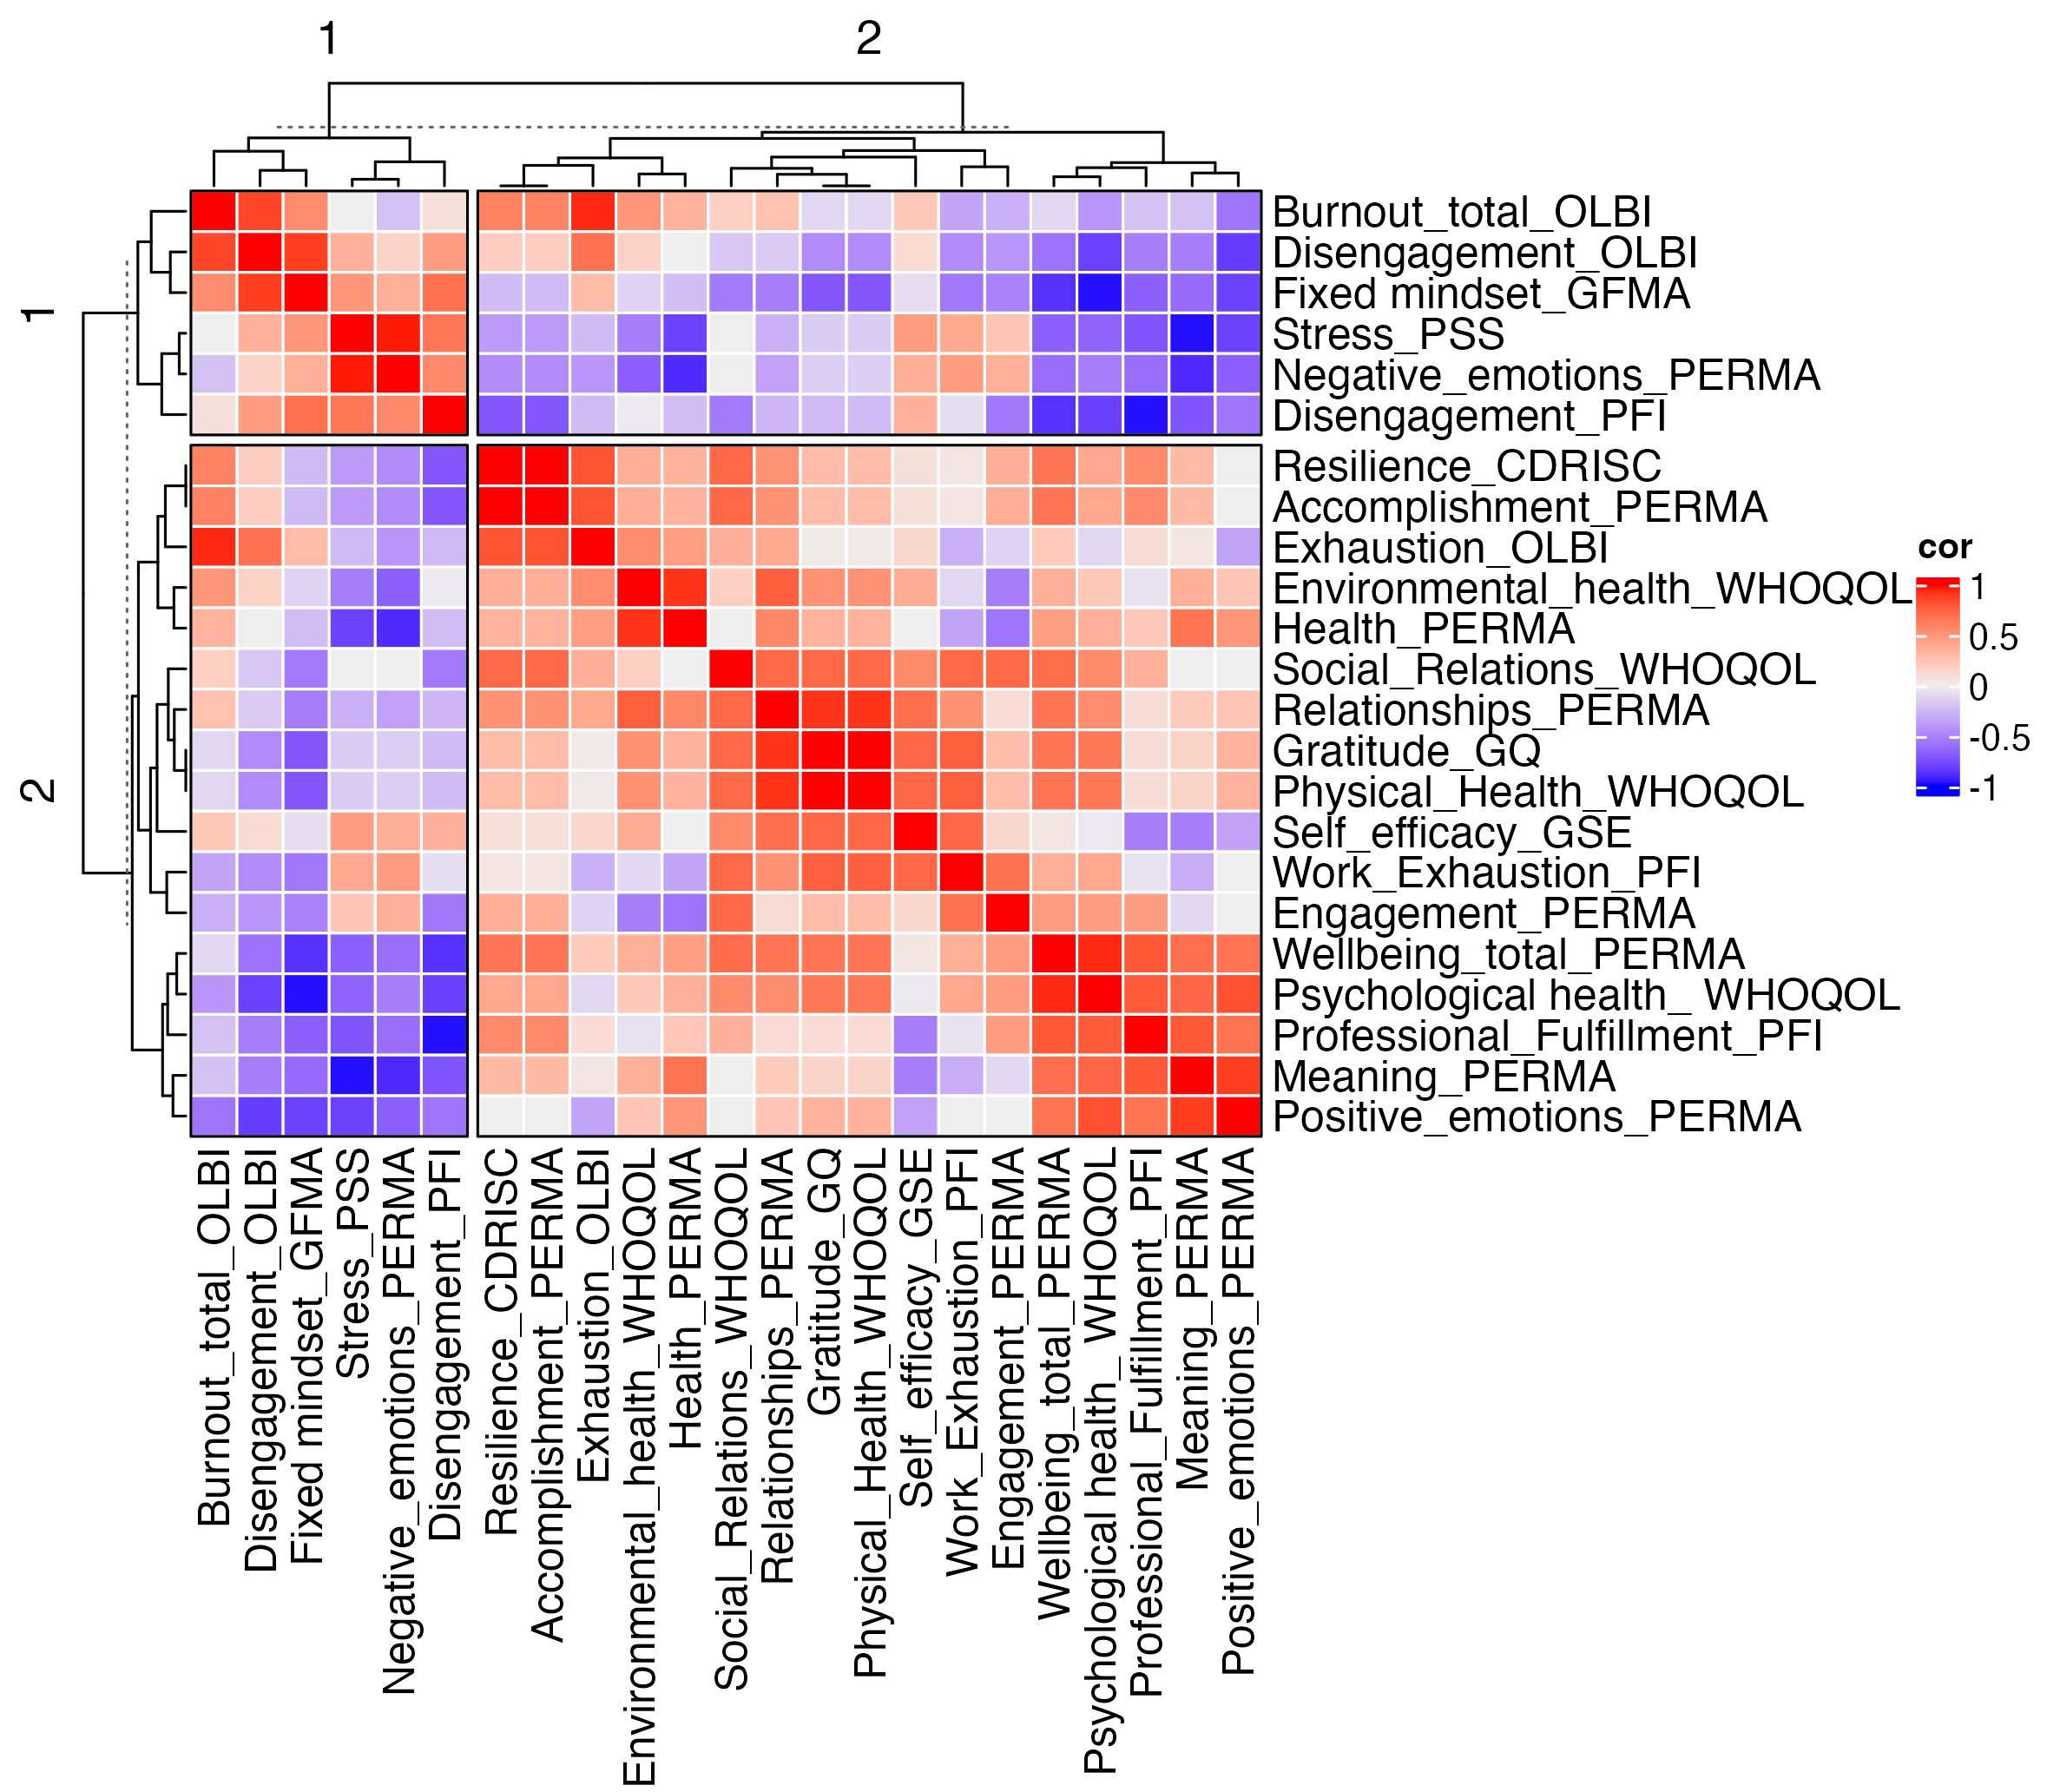 1
2
1
2
Burnout_total_OLBI
Disengagement_OLBI
Fixed mindset_GFMA
Stress_PSS
Negative_emotions_PERMA
Disengagement_PFI
Resilience_CDRISC
Accomplishment_PERMA
Exhaustion_OLBI
Environmental_health_WHOQOL
Health_PERMA
Social_Relations_WHOQOL
Relationships_PERMA
Gratitude_GQ
Physical_Health_WHOQOL
Self_efficacy_GSE
Work_Exhaustion_PFI
Engagement_PERMA
Wellbeing_total_PERMA
Psychological health_ WHOQOL
Professional_Fulfillment_PFI
Meaning_PERMA
Positive_emotions_PERMA
cor
1
0.5
0
-0.5
-1
Burnout_total_OLBI
Disengagement_OLBI
Fixed mindset_GFMA
Stress_PSS
Negative_emotions_PERMA
Disengagement_PFI
Resilience_CDRISC
Accomplishment_PERMA
Exhaustion_OLBI
Environmental_health_WHOQOL
Health_PERMA
Social_Relations_WHOQOL
Relationships_PERMA
Gratitude_GQ
Physical_Health_WHOQOL
Self_efficacy_GSE
Work_Exhaustion_PFI
Engagement_PERMA
Wellbeing_total_PERMA
Psychological health_ WHOQOL
Professional_Fulfillment_PFI
Meaning_PERMA
Positive_emotions_PERMA